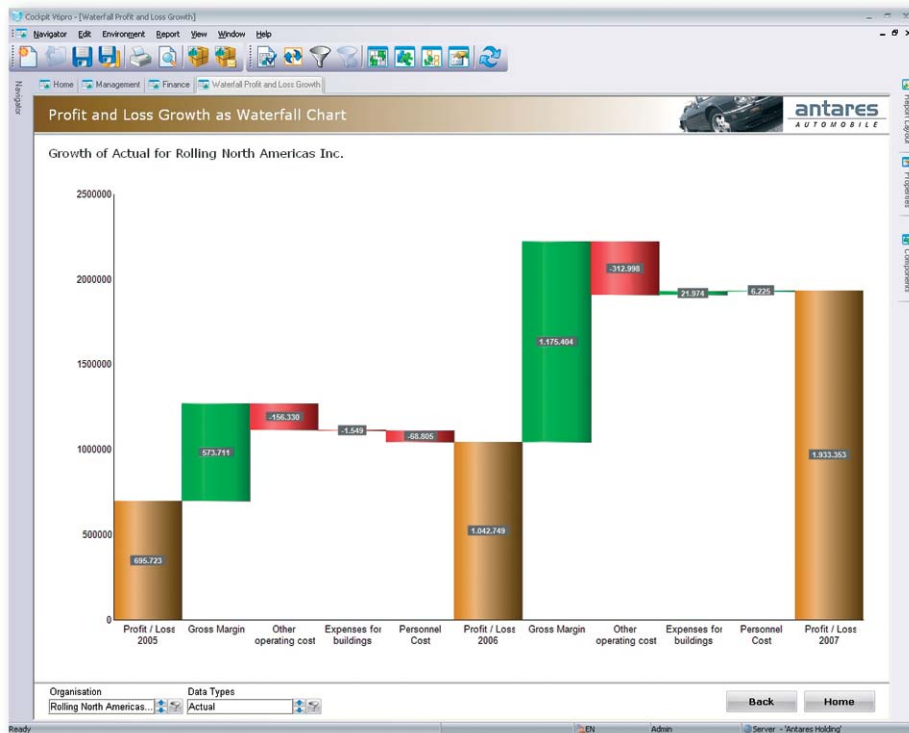 Cockpit V6pro - [Waterfall Profit and Loss Growth]
Navigator Edit Environment Report View Window Help
Home Management Finance Waterfall Profit and Loss Growth
Navigator
Profit and Loss Growth as Waterfall Chart
antares
AUTOMOBILE
Report Layout
Properties
Components
Growth of Actual for Rolling North Americas Inc.
2500000
2000000
1500000
1000000
500000
0
695.723
573.711
-156.330
-1.549
-68.805
1.042.749
1.175.404
-312.998
21.974
6.225
1.933.353
Profit / Loss 2005
Gross Margin
Other operating cost
Expenses for buildings
Personnel Cost
Profit / Loss 2006
Gross Margin
Other operating cost
Expenses for buildings
Personnel Cost
Profit / Loss 2007
Organisation
Rolling North Americas...
Data Types
Actual
Back
Home
Ready
EN
Admin
Server - 'Antares Holding'